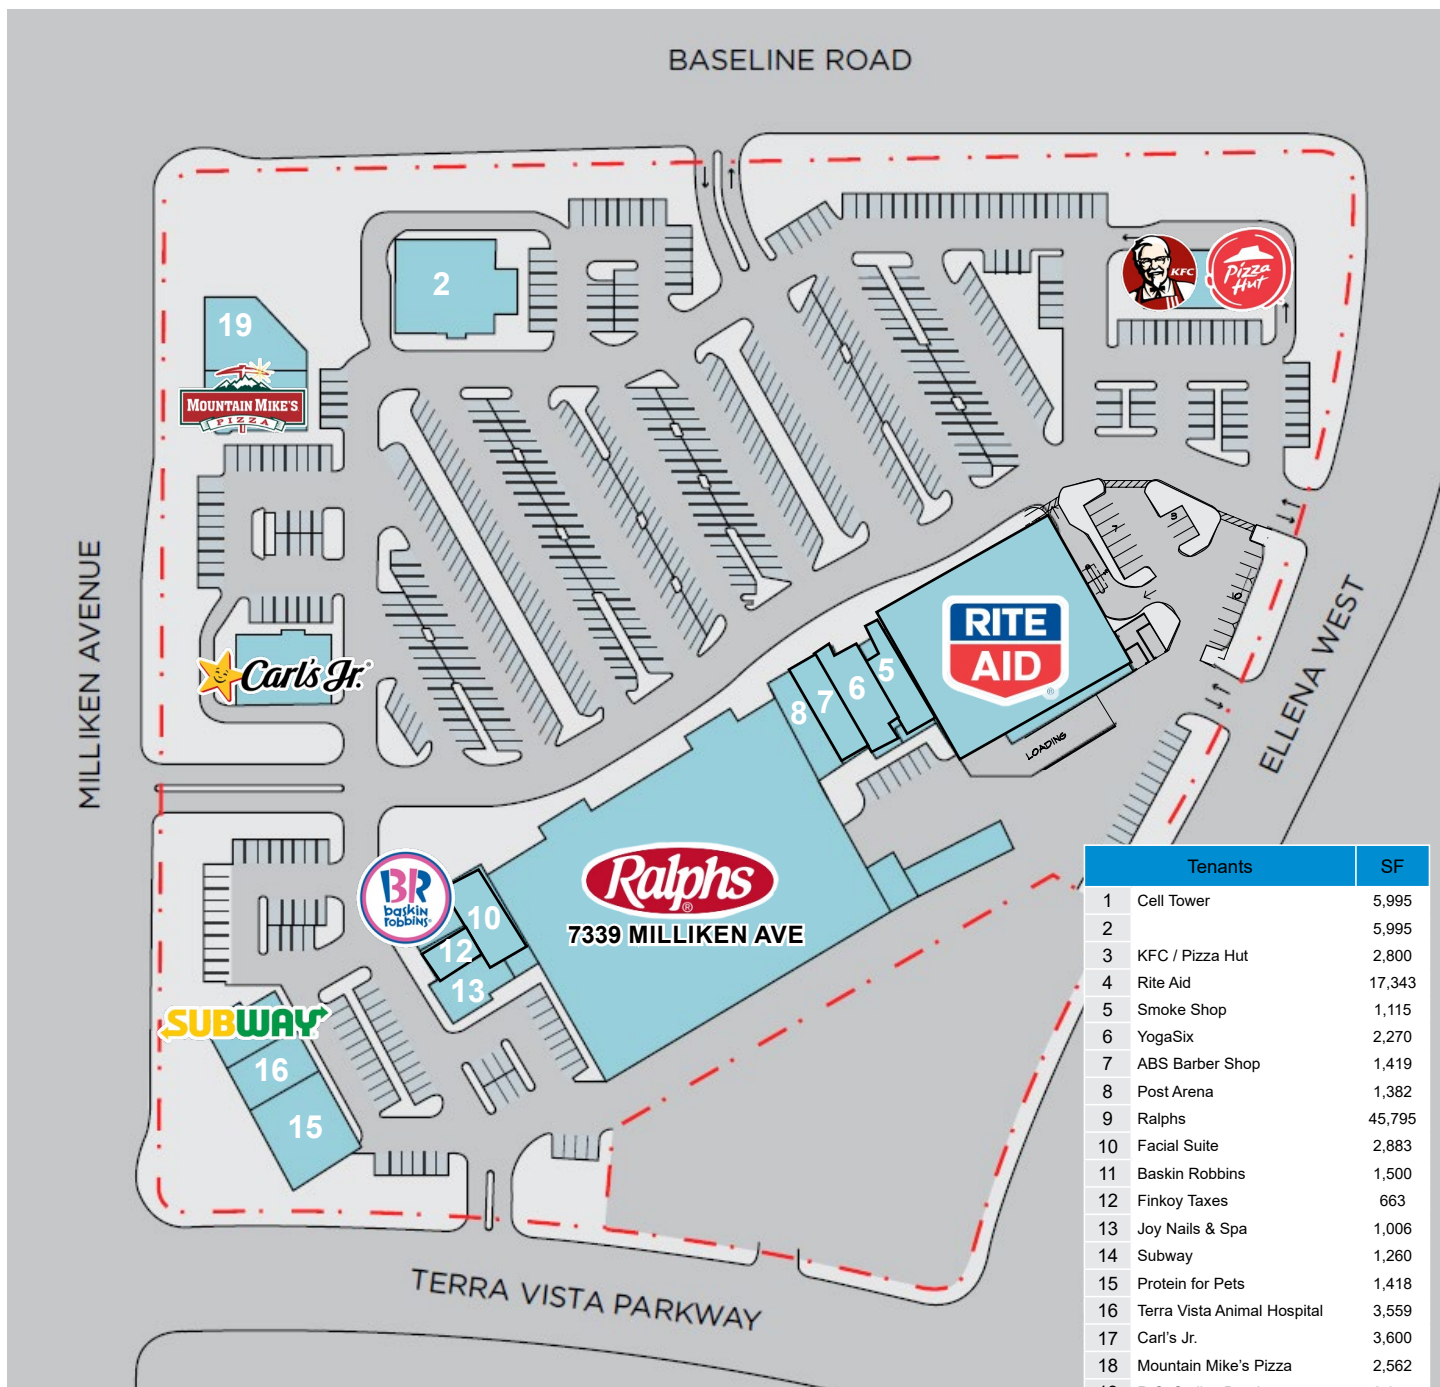 BASELINE ROAD
2
KFC
Pizza Hut
19
MOUNTAIN MIKE'S
PIZZA
MILLIKEN AVENUE
ELLENA WEST
RITE
AID
®
7
9
9
Carl's Jr.®
5
6
7
8
LOADING
BR
baskin
robbins®
Ralphs
®
7339 MILLIKEN AVE
10
12
13
SUBWAY
16
15
TERRA VISTA PARKWAY
Tenants SF
1 Cell Tower 5,995
2 5,995
3 KFC / Pizza Hut 2,800
4 Rite Aid 17,343
5 Smoke Shop 1,115
6 YogaSix 2,270
7 ABS Barber Shop 1,419
8 Post Arena 1,382
9 Ralphs 45,795
10 Facial Suite 2,883
11 Baskin Robbins 1,500
12 Finkoy Taxes 663
13 Joy Nails & Spa 1,006
14 Subway 1,260
15 Protein for Pets 1,418
16 Terra Vista Animal Hospital 3,559
17 Carl's Jr. 3,600
18 Mountain Mike's Pizza 2,562